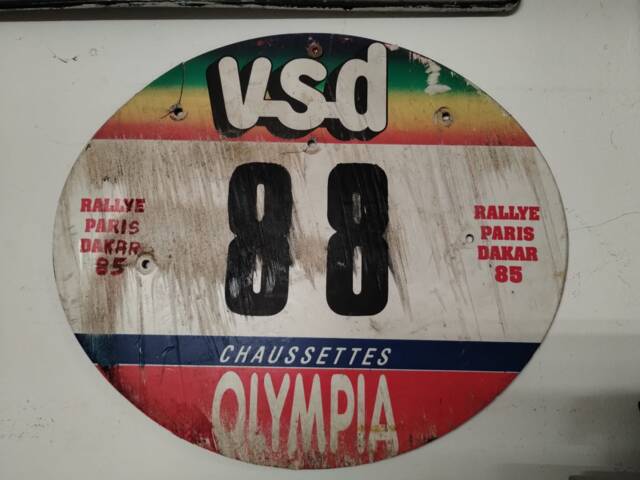 vsd
88
RALLYE
PARIS
DAKAR
85
RALLYE
PARIS
DAKAR
85
CHAUSSETTES
OLYMPIA